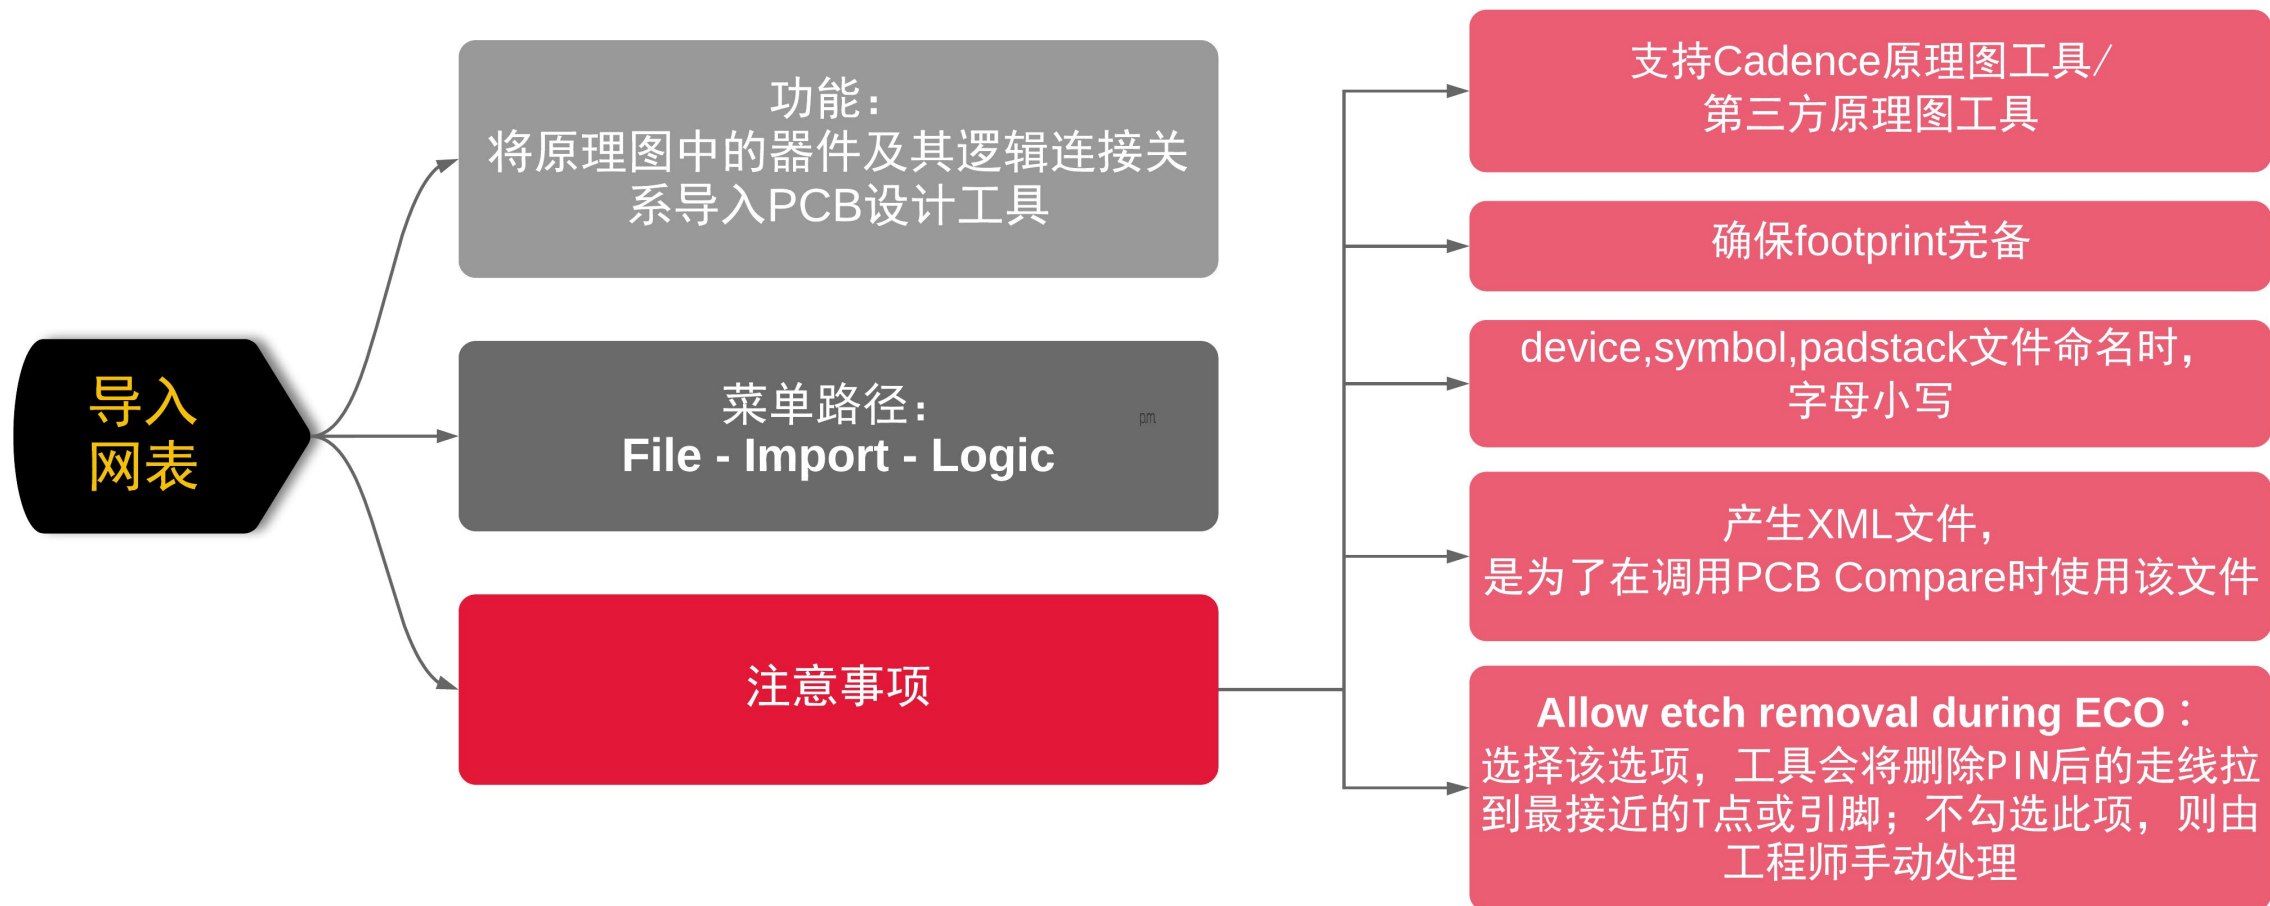 导入
网表
功能：
将原理图中的器件及其逻辑连接关
系导入PCB设计工具
菜单路径：
File - Import - Logic
pm
注意事项
支持Cadence原理图工具/
第三方原理图工具
确保footprint完备
device,symbol,padstack文件命名时，
字母小写
产生XML文件，
是为了在调用PCB Compare时使用该文件
Allow etch removal during ECO：
选择该选项，工具会将删除PIN后的走线拉
到最接近的T点或引脚；不勾选此项，则由
工程师手动处理